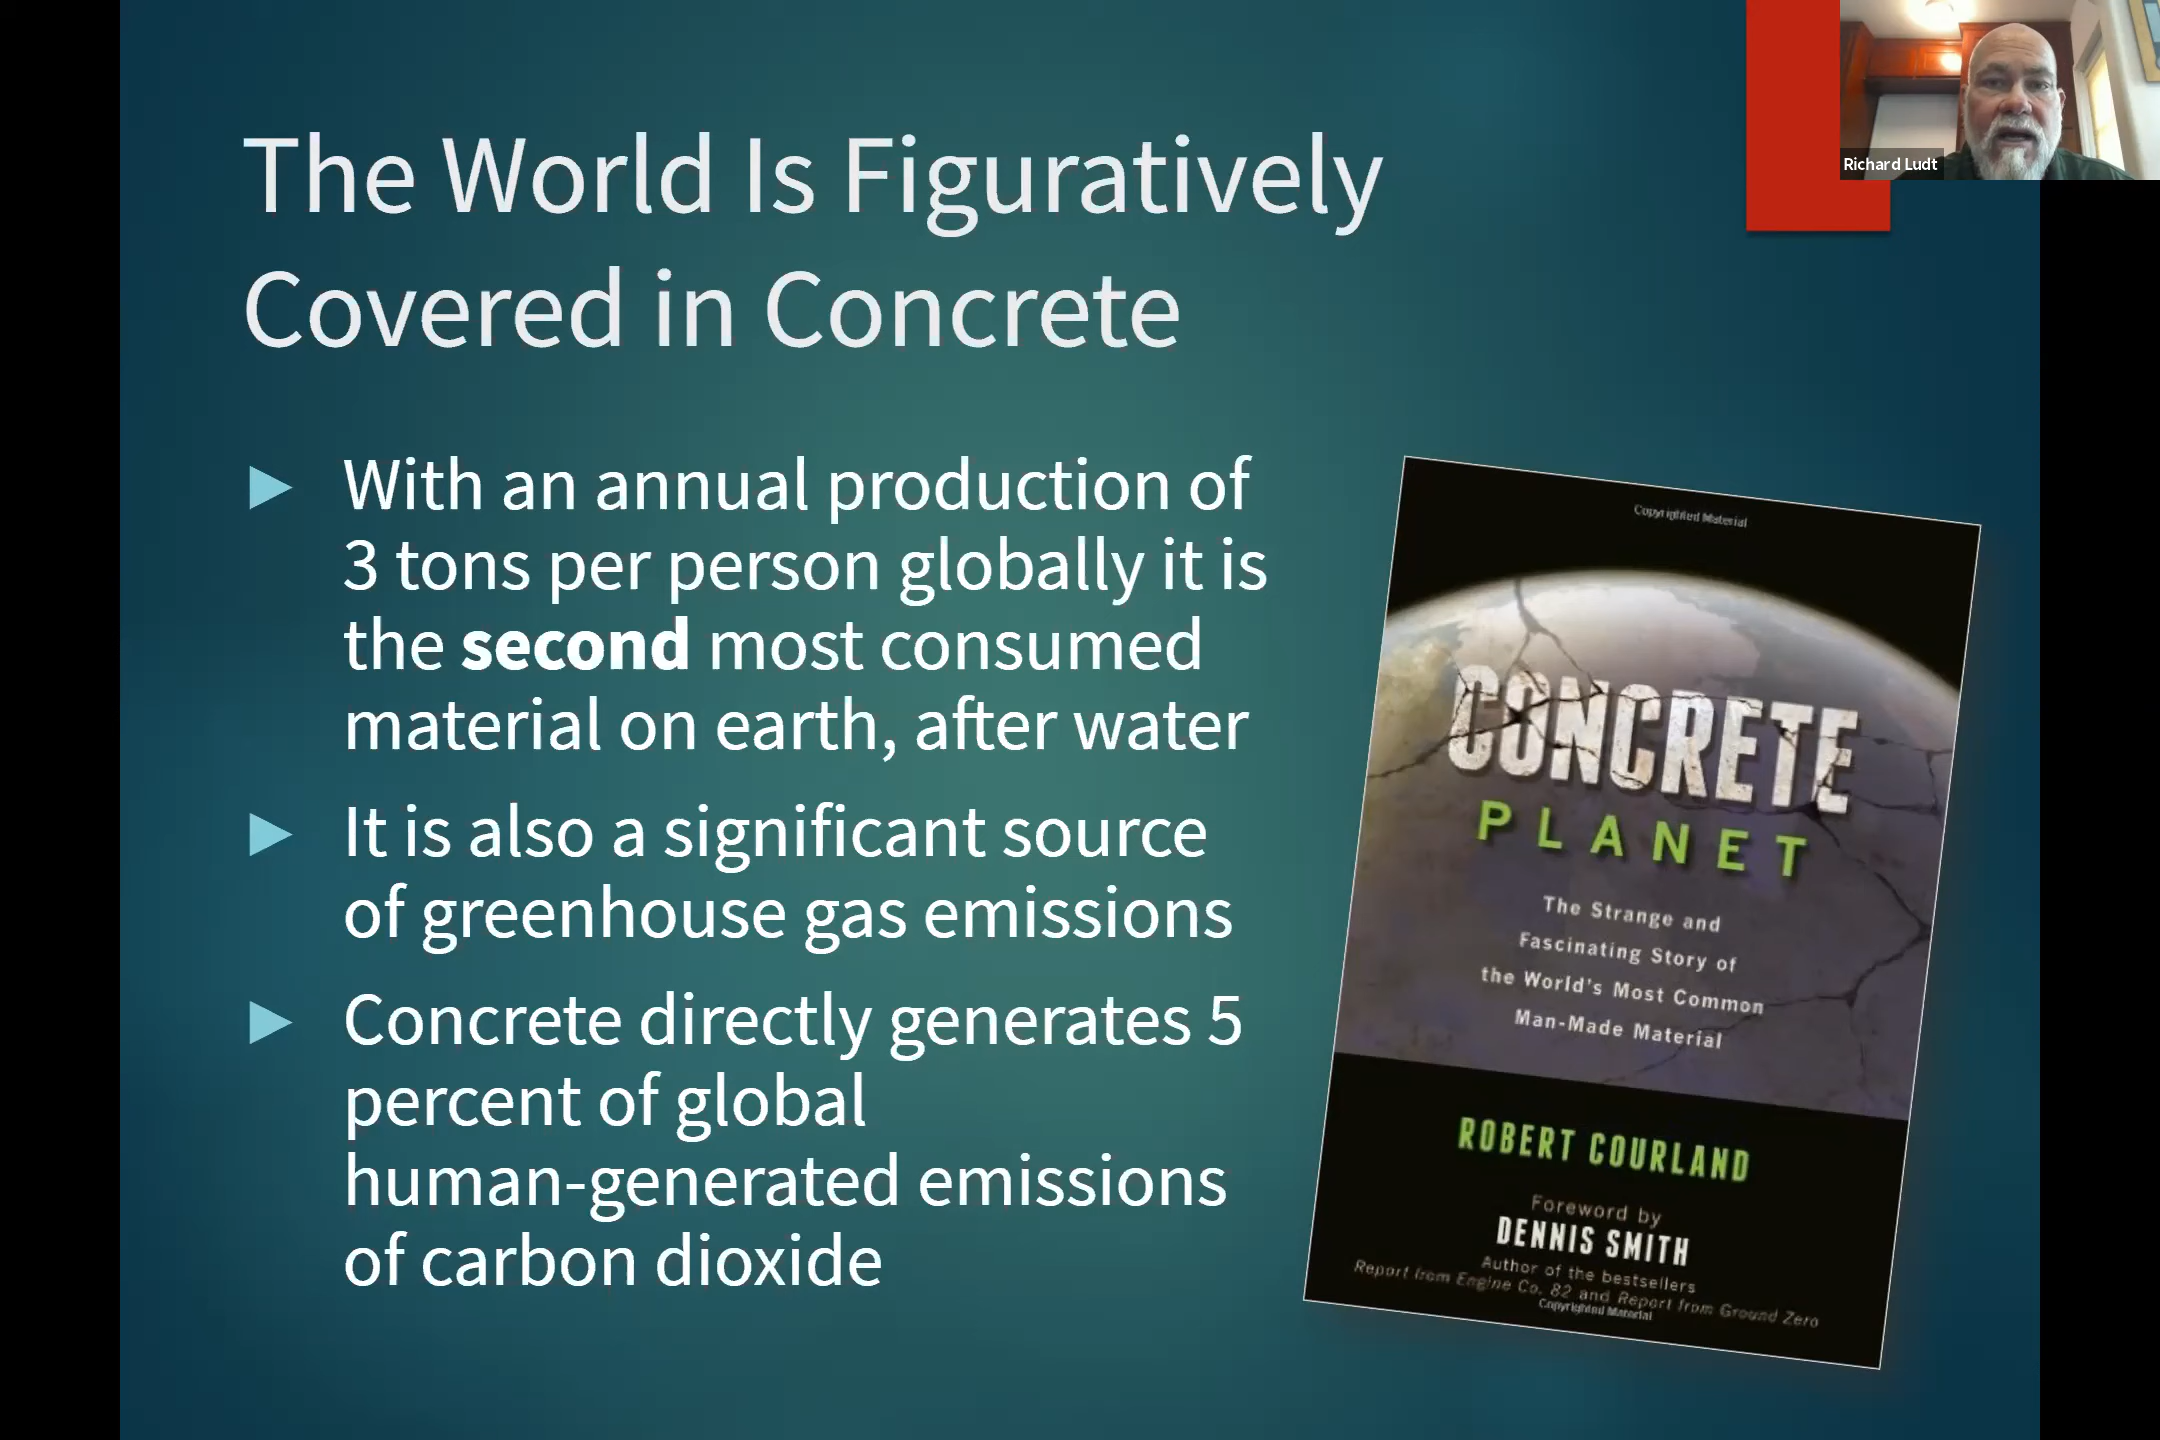 The World Is Figuratively
Covered in Concrete
Richard Ludt
With an annual production of
3 tons per person globally it is
the second most consumed
material on earth, after water
It is also a significant source
of greenhouse gas emissions
Concrete directly generates 5
percent of global
human-generated emissions
of carbon dioxide
Copyrighted Material
CONCRETE
PLANET
The Strange and
Fascinating Story of
the World's Most Common
Man-Made Material
ROBERT COURLAND
Foreword by
DENNIS SMITH
Author of the bestsellers
Report from Engine Co. 82 and Report from Ground Zero
Copyrighted Material